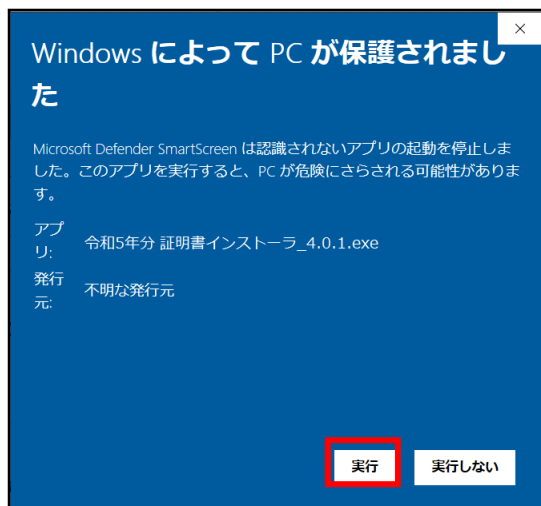 ×
Windows によって PC が保護されまし
た
Microsoft Defender SmartScreen は認識されないアプリの起動を停止しま
した。このアプリを実行すると、PC が危険にさらされる可能性がありま
す。
アプ
リ:
令和5年分 証明書インストーラ_4.0.1.exe
発行
元:
不明な発行元
実行 実行しない